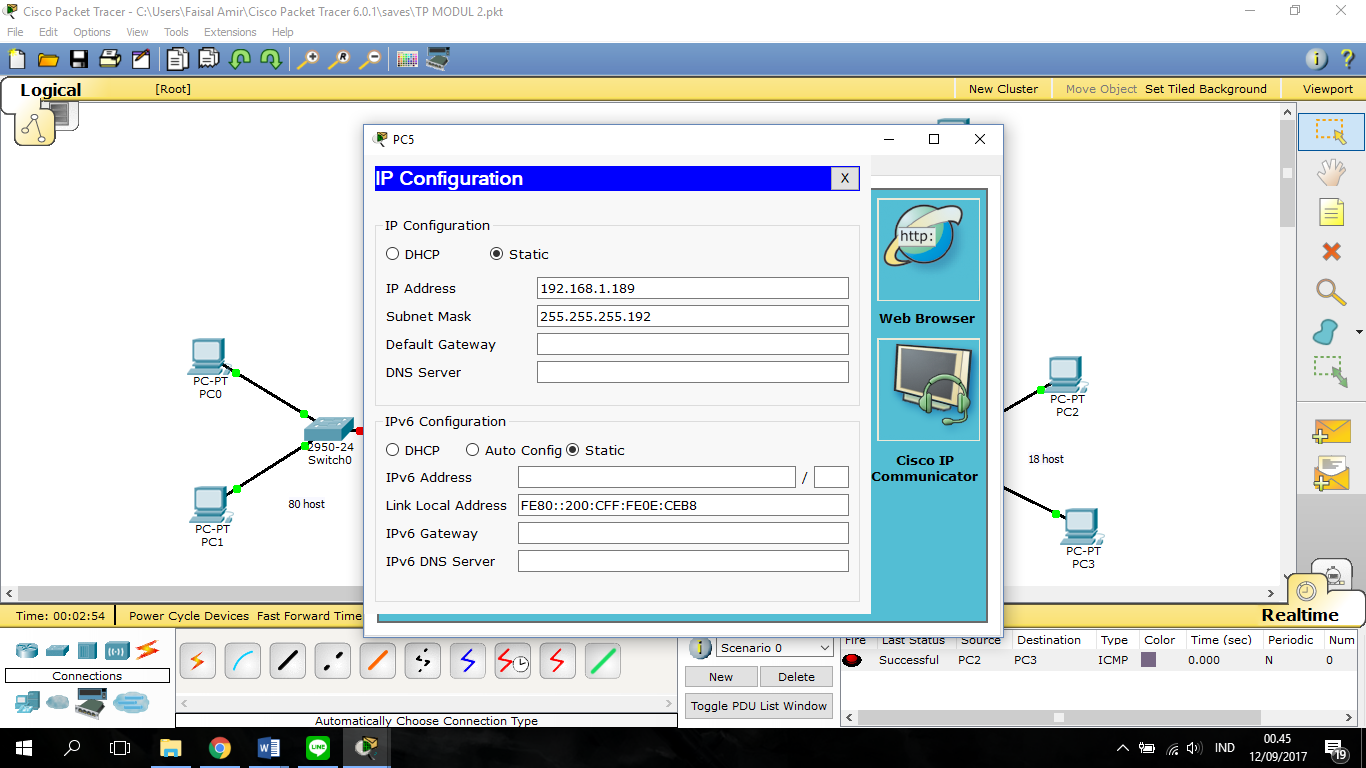 Cisco Packet Tracer - C:\Users\Faisal Amir\Cisco Packet Tracer 6.0.1\saves\TP MODUL 2.pkt
File Edit Options View Tools Extensions Help
Logical [Root] New Cluster Move Object Set Tiled Background Viewport
PC5
IP Configuration X
IP Configuration
DHCP Static
IP Address 192.168.1.189
Subnet Mask 255.255.255.192
Default Gateway
DNS Server
IPv6 Configuration
DHCP Auto Config Static
IPv6 Address /
Link Local Address FE80::200:CFF:FE0E:CEB8
IPv6 Gateway
IPv6 DNS Server
http:
Web Browser
Cisco IP
Communicator
PC-PT
PC0
2950-24
Switch0
80 host
PC-PT
PC1
PC-PT
PC2
18 host
PC-PT
PC3
Time: 00:02:54 Power Cycle Devices Fast Forward Time
Realtime
Connections
Automatically Choose Connection Type
Scenario 0
New Delete
Toggle PDU List Window
Fire Last Status Source Destination Type Color Time (sec) Periodic Num
Successful PC2 PC3 ICMP 0.000 N 0
IND
00.45
12/09/2017
19